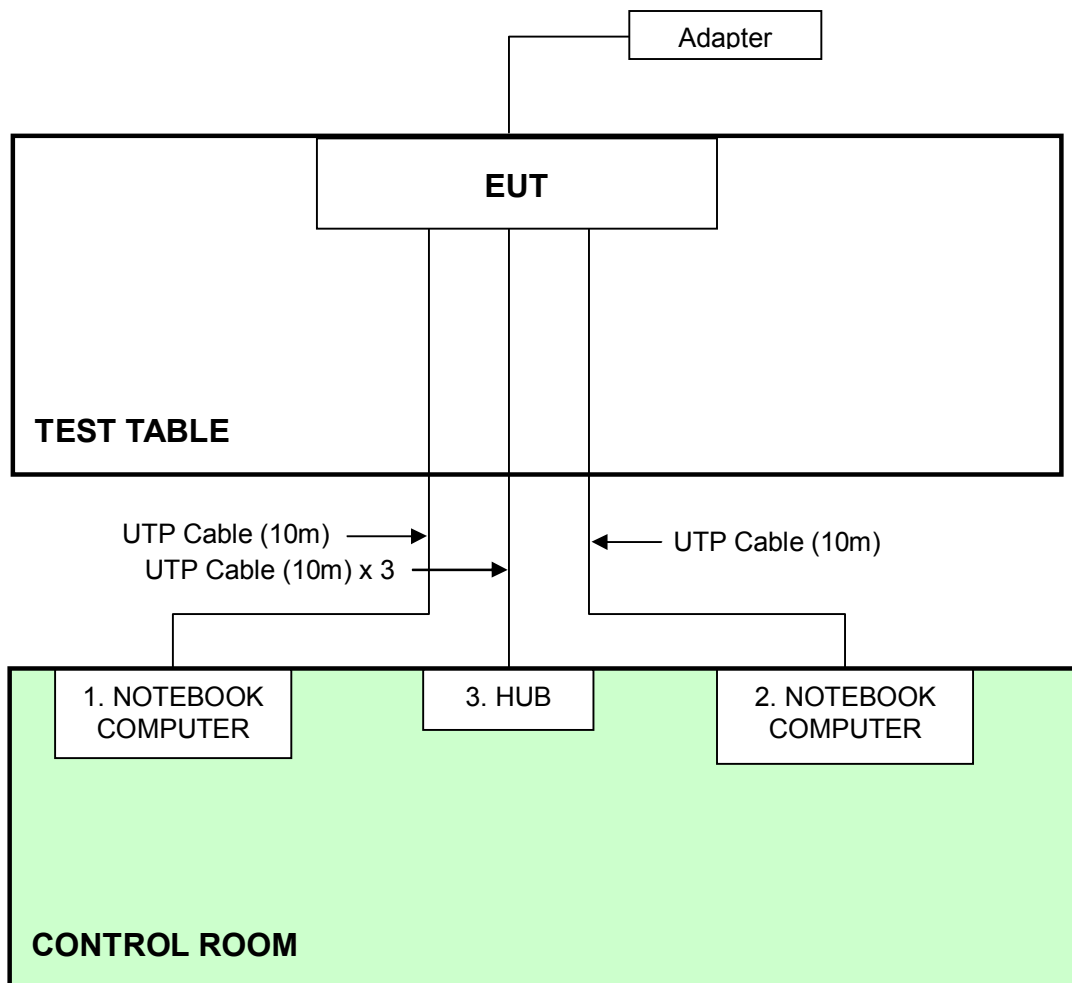 Adapter
EUT
TEST TABLE
UTP Cable (10m)
UTP Cable (10m)
UTP Cable (10m) x 3
1. NOTEBOOK
COMPUTER
3. HUB
2. NOTEBOOK
COMPUTER
CONTROL ROOM